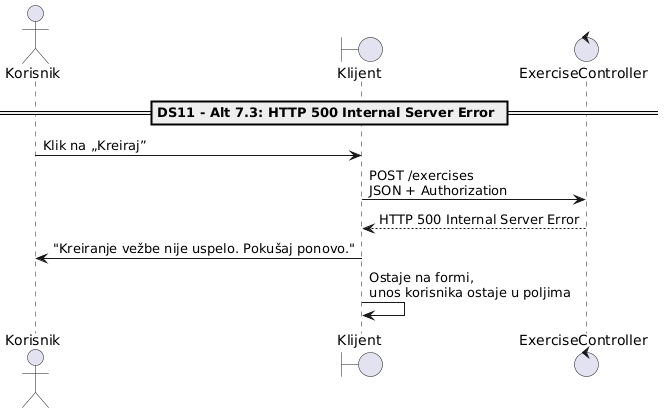 Korisnik
Klijent
ExerciseController
DS11 - Alt 7.3: HTTP 500 Internal Server Error
Klik na „Kreiraj”
POST /exercises
JSON + Authorization
HTTP 500 Internal Server Error
"Kreiranje vežbe nije uspelo. Pokušaj ponovo."
Ostaje na formi,
unos korisnika ostaje u poljima
Korisnik
Klijent
ExerciseController